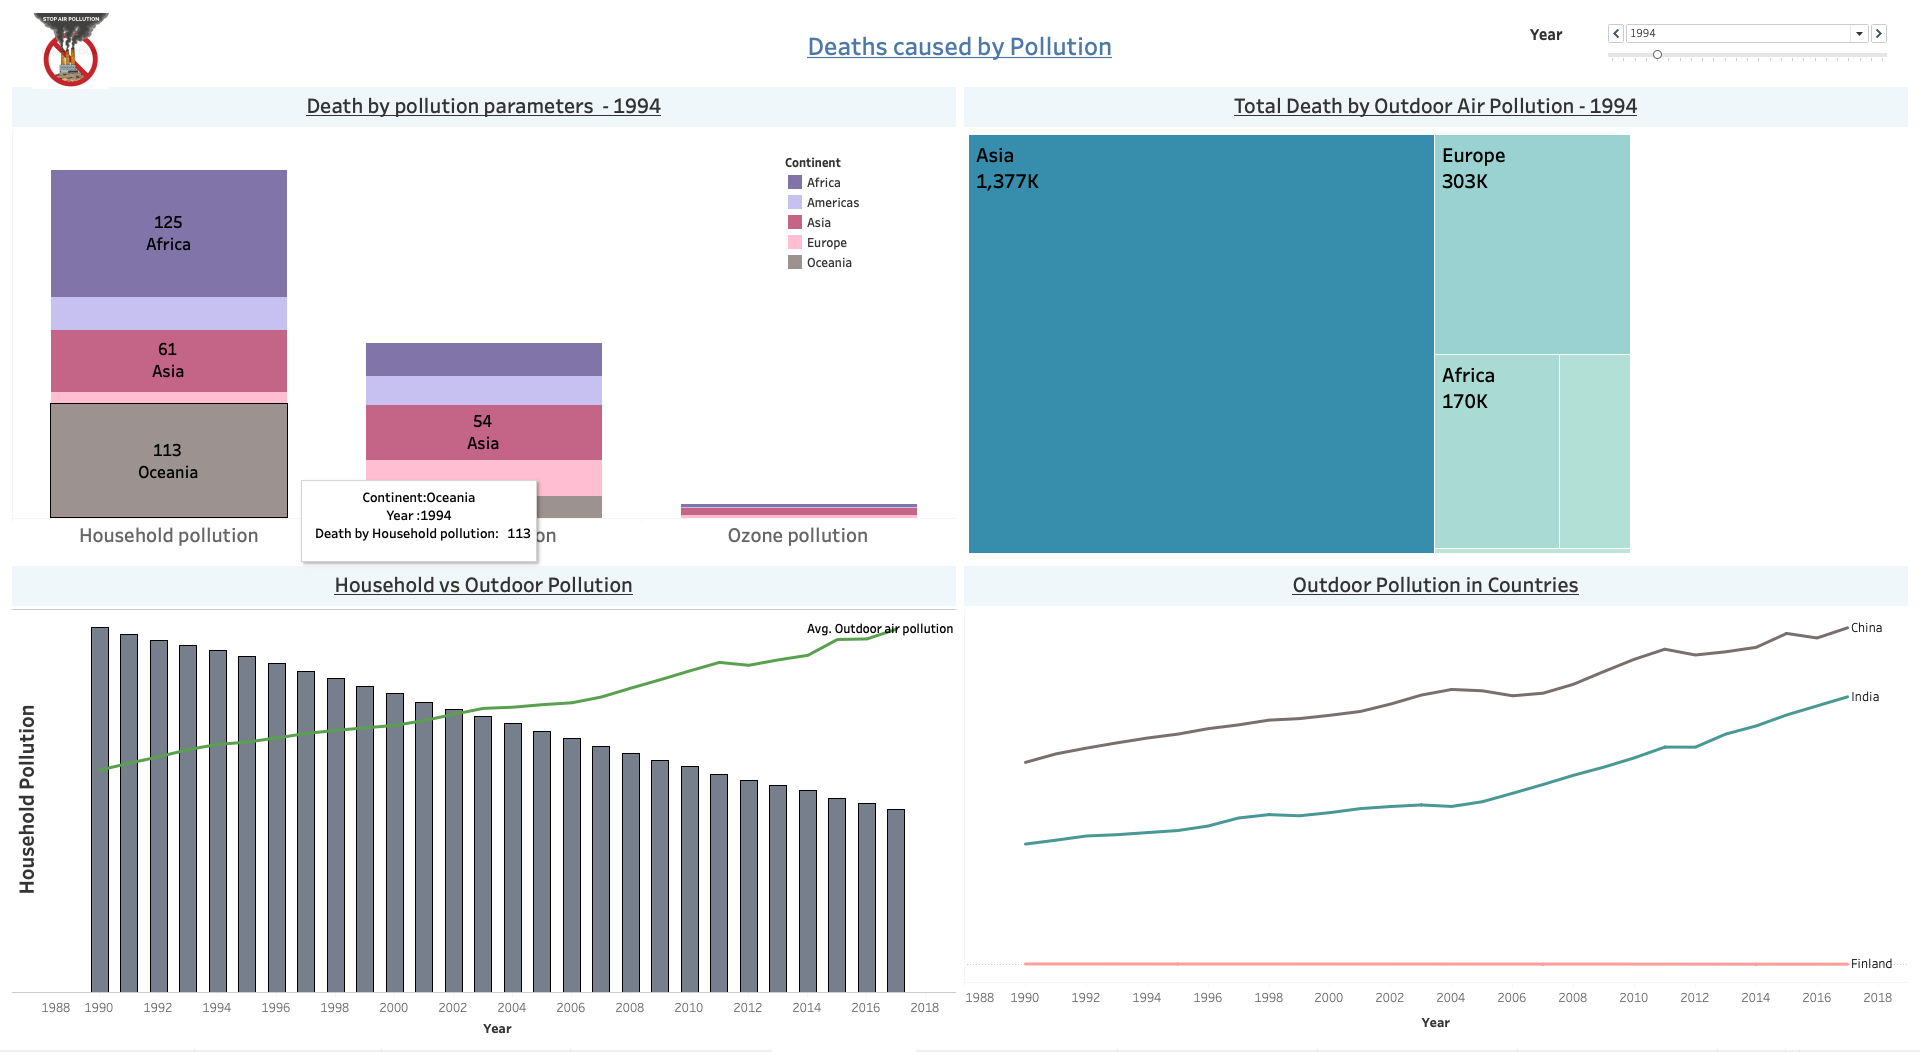 STOP AIR POLLUTION
Deaths caused by Pollution
Year
1994
Death by pollution parameters - 1994
Continent
Africa
Americas
Asia
Europe
Oceania
125
Africa
61
Asia
113
Oceania
54
Asia
Continent:Oceania
Year :1994
Death by Household pollution: 113
Household pollution
on
Ozone pollution
Total Death by Outdoor Air Pollution - 1994
Asia
1,377K
Europe
303K
Africa
170K
Household vs Outdoor Pollution
Avg. Outdoor air pollution
Household Pollution
1988 1990 1992 1994 1996 1998 2000 2002 2004 2006 2008 2010 2012 2014 2016 2018
Year
Outdoor Pollution in Countries
China
India
Finland
1988 1990 1992 1994 1996 1998 2000 2002 2004 2006 2008 2010 2012 2014 2016 2018
Year